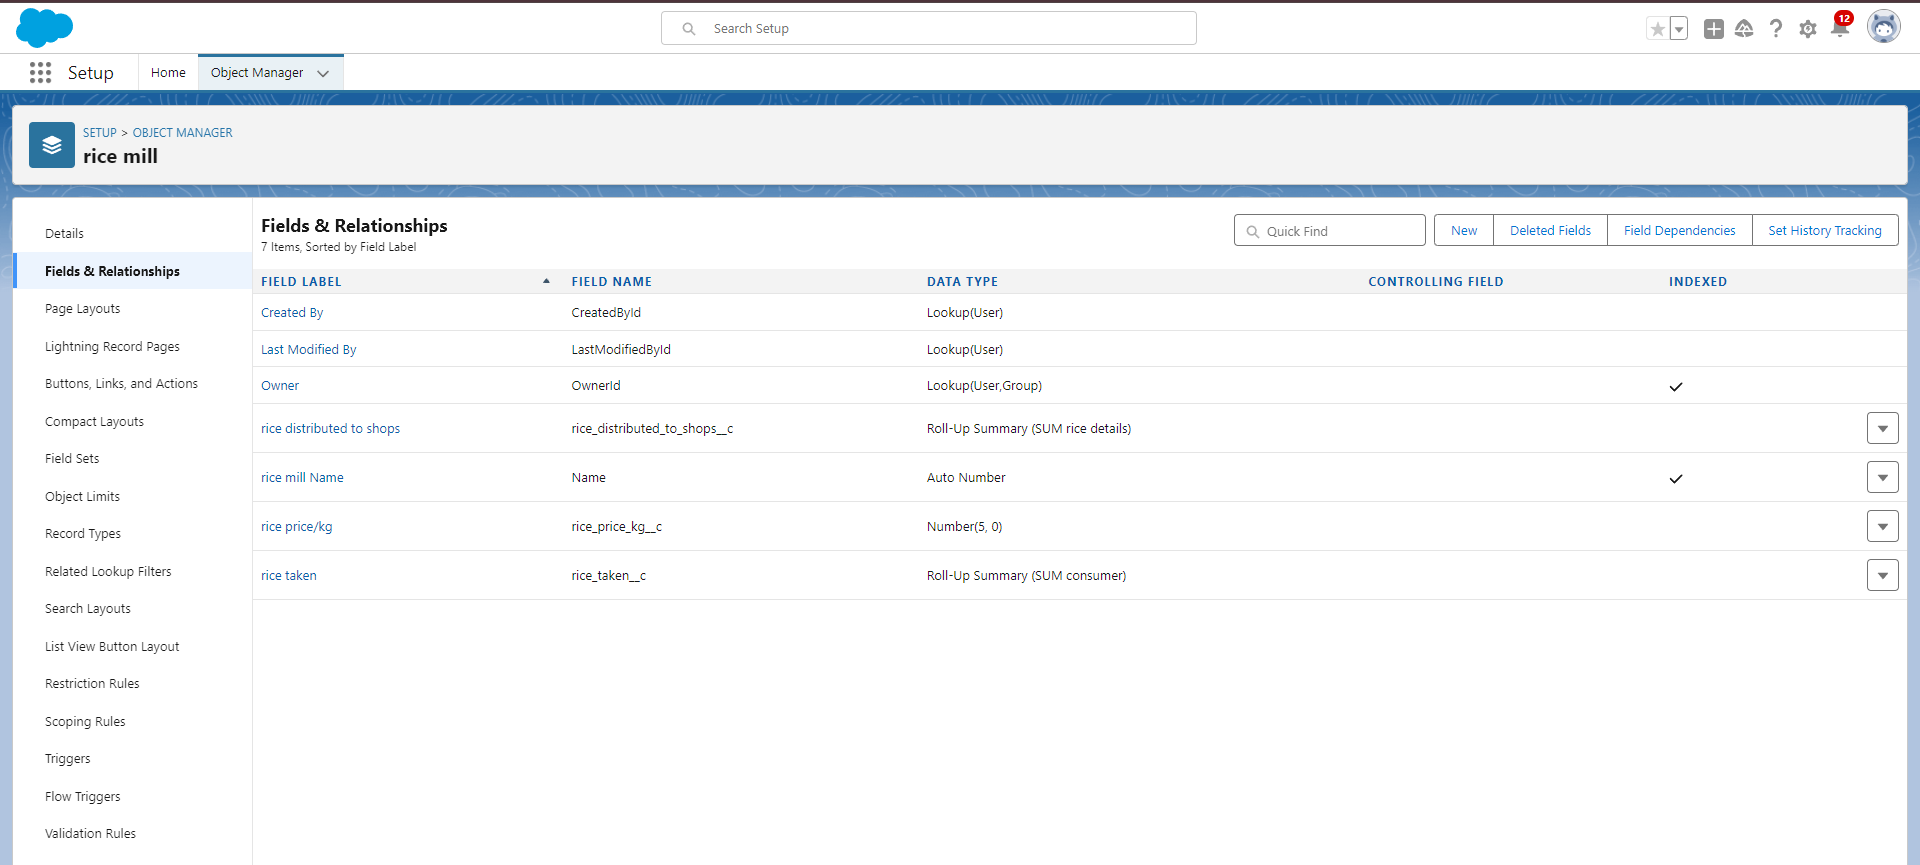 Search Setup
12
Setup
Home
Object Manager
SETUP > OBJECT MANAGER
rice mill
Details
Fields & Relationships
Page Layouts
Lightning Record Pages
Buttons, Links, and Actions
Compact Layouts
Field Sets
Object Limits
Record Types
Related Lookup Filters
Search Layouts
List View Button Layout
Restriction Rules
Scoping Rules
Triggers
Flow Triggers
Validation Rules
Fields & Relationships
7 Items, Sorted by Field Label
Quick Find
New
Deleted Fields
Field Dependencies
Set History Tracking
FIELD LABEL FIELD NAME DATA TYPE CONTROLLING FIELD INDEXED
Created By CreatedById Lookup(User)
Last Modified By LastModifiedById Lookup(User)
Owner OwnerId Lookup(User,Group)
rice distributed to shops rice_distributed_to_shops__c Roll-Up Summary (SUM rice details)
rice mill Name Name Auto Number
rice price/kg rice_price_kg__c Number(5, 0)
rice taken rice_taken__c Roll-Up Summary (SUM consumer)